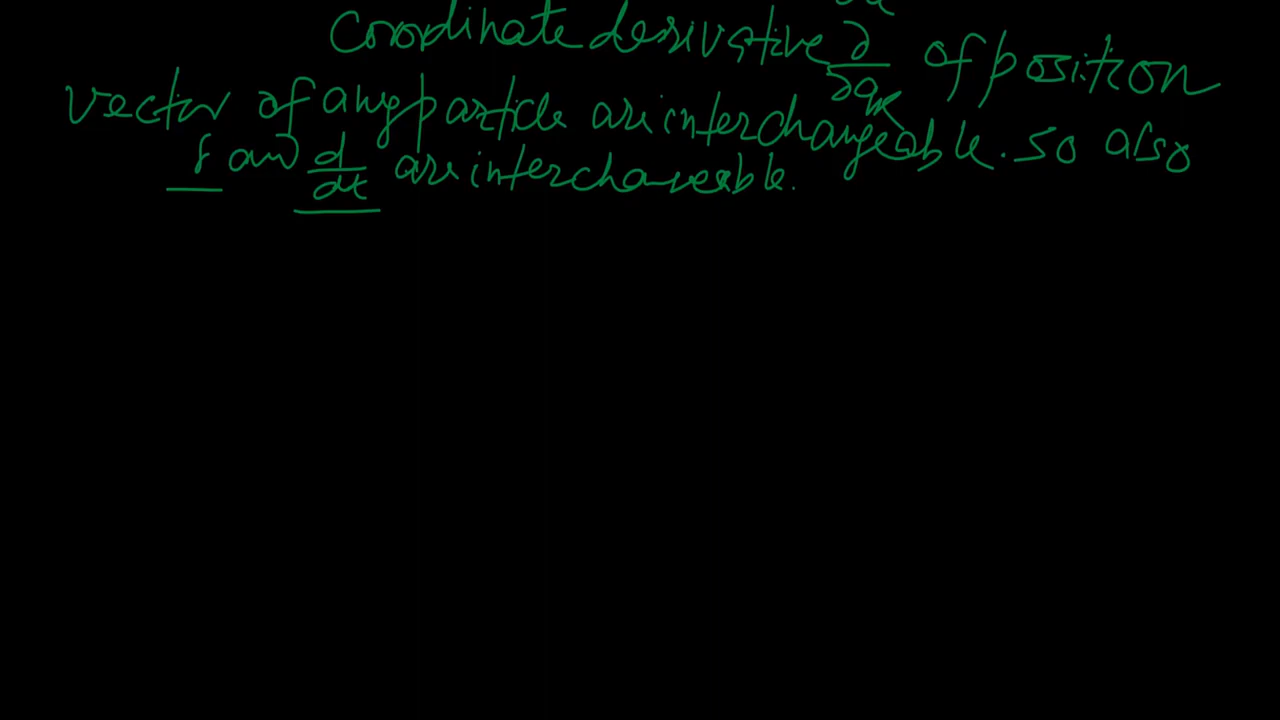 Coordinate derivative ∂/∂qk of position
vector of any particle are interchangeable. so also
δ and d/dt are interchangeable.